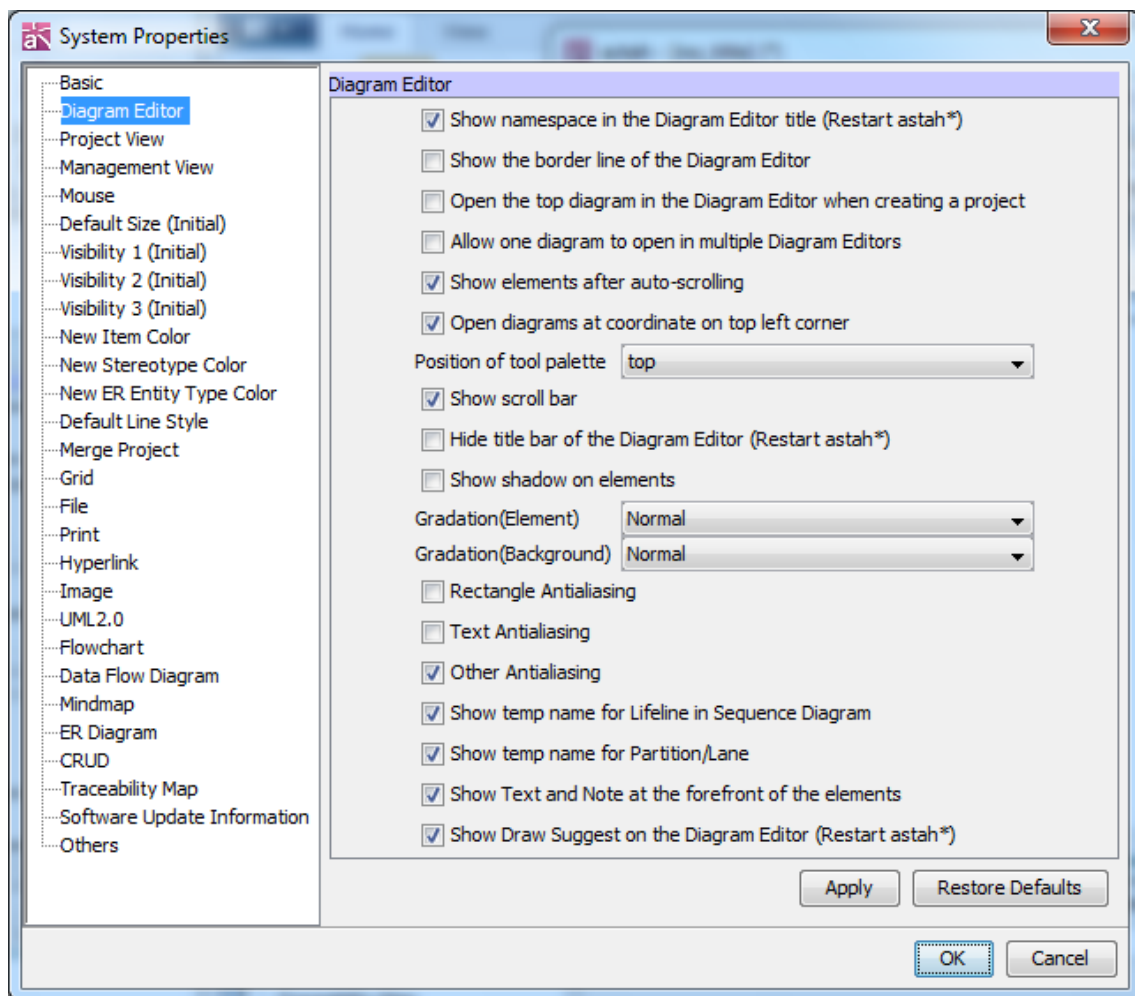 System Properties
Basic
Diagram Editor
Project View
Management View
Mouse
Default Size (Initial)
Visibility 1 (Initial)
Visibility 2 (Initial)
Visibility 3 (Initial)
New Item Color
New Stereotype Color
New ER Entity Type Color
Default Line Style
Merge Project
Grid
File
Print
Hyperlink
Image
UML2.0
Flowchart
Data Flow Diagram
Mindmap
ER Diagram
CRUD
Traceability Map
Software Update Information
Others
Diagram Editor
Show namespace in the Diagram Editor title (Restart astah*)
Show the border line of the Diagram Editor
Open the top diagram in the Diagram Editor when creating a project
Allow one diagram to open in multiple Diagram Editors
Show elements after auto-scrolling
Open diagrams at coordinate on top left corner
Position of tool palette top
Show scroll bar
Hide title bar of the Diagram Editor (Restart astah*)
Show shadow on elements
Gradation(Element) Normal
Gradation(Background) Normal
Rectangle Antialiasing
Text Antialiasing
Other Antialiasing
Show temp name for Lifeline in Sequence Diagram
Show temp name for Partition/Lane
Show Text and Note at the forefront of the elements
Show Draw Suggest on the Diagram Editor (Restart astah*)
Apply Restore Defaults
OK Cancel